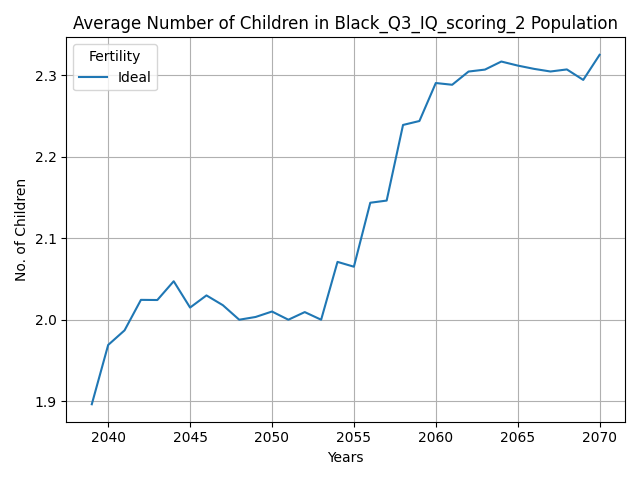 Average Number of Children in Black_Q3_IQ_scoring_2 Population
Fertility
Ideal
No. of Children
2.3
2.2
2.1
2.0
1.9
2040 2045 2050 2055 2060 2065 2070
Years